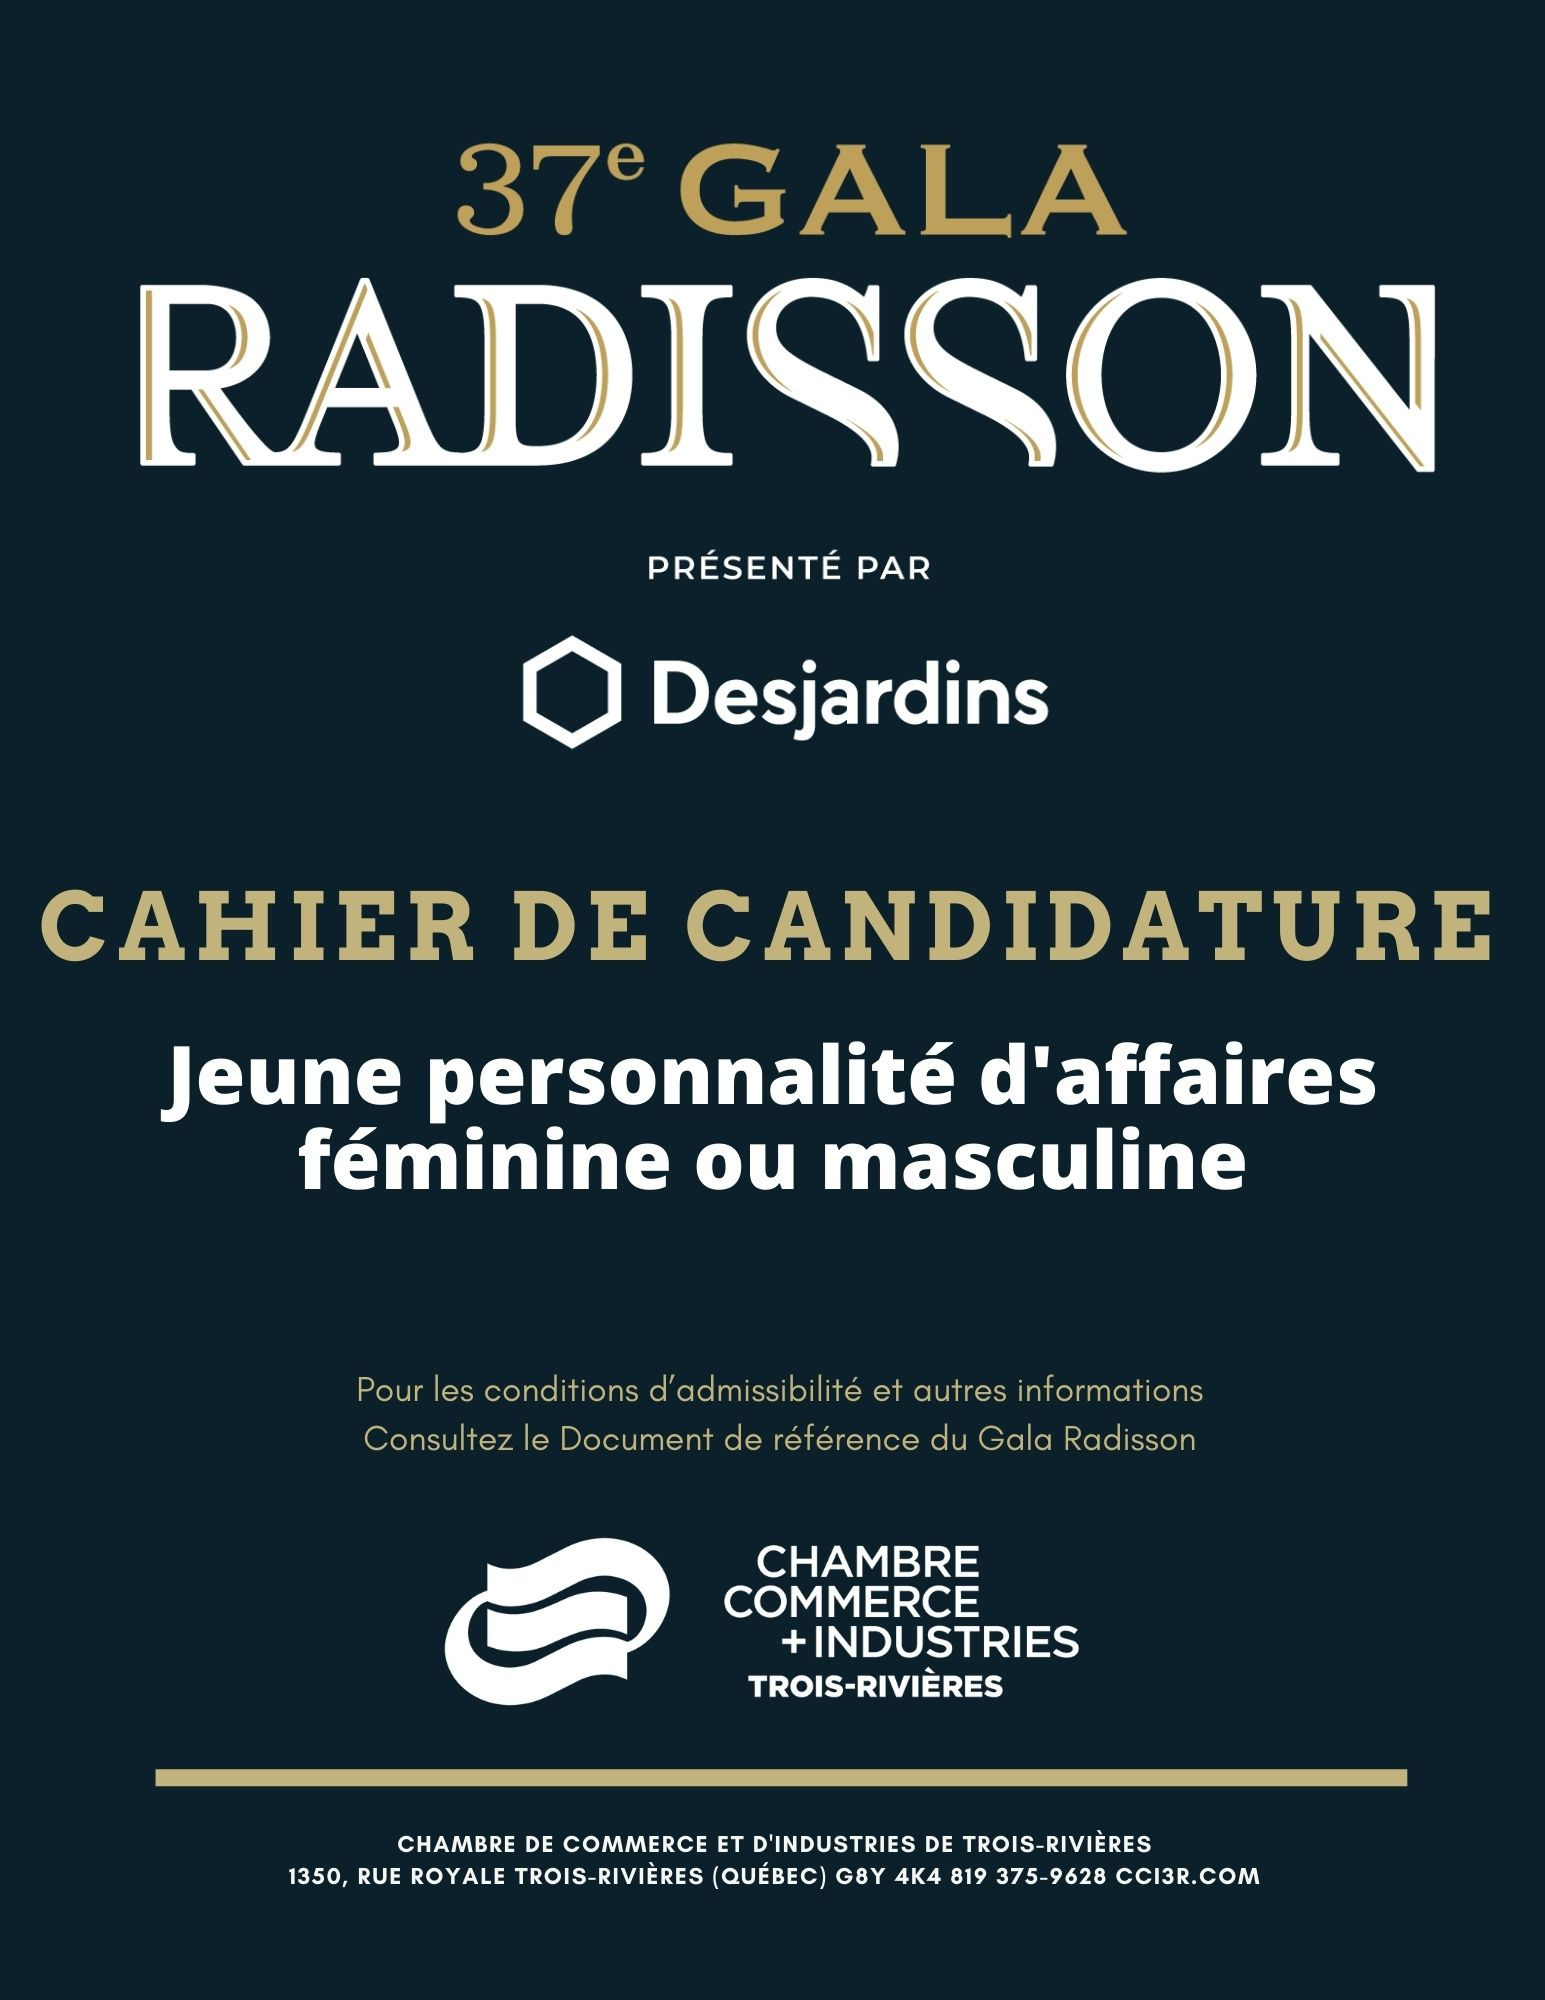 37e GALA
RADISSON
PRÉSENTÉ PAR
Desjardins
CAHIER DE CANDIDATURE
Jeune personnalité d'affaires
féminine ou masculine
Pour les conditions d’admissibilité et autres informations
Consultez le Document de référence du Gala Radisson
CHAMBRE
COMMERCE
+INDUSTRIES
TROIS-RIVIÈRES
CHAMBRE DE COMMERCE ET D'INDUSTRIES DE TROIS-RIVIÈRES
1350, RUE ROYALE TROIS-RIVIÈRES (QUÉBEC) G8Y 4K4 819 375-9628 CCI3R.COM